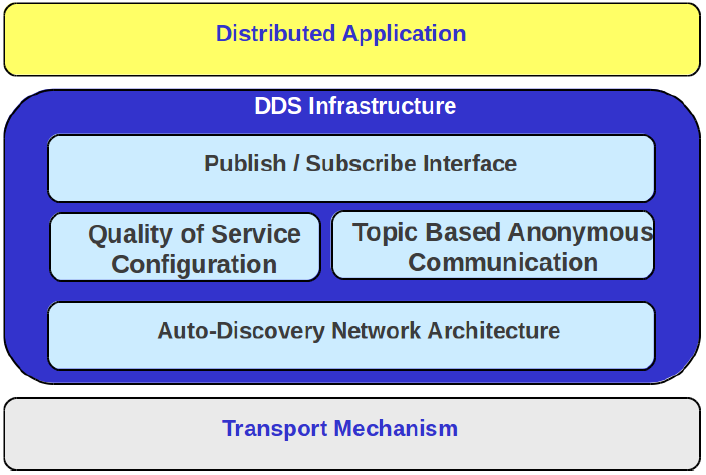 Distributed Application
DDS Infrastructure
Publish / Subscribe Interface
Quality of Service
Configuration
Topic Based Anonymous
Communication
Auto-Discovery Network Architecture
Transport Mechanism